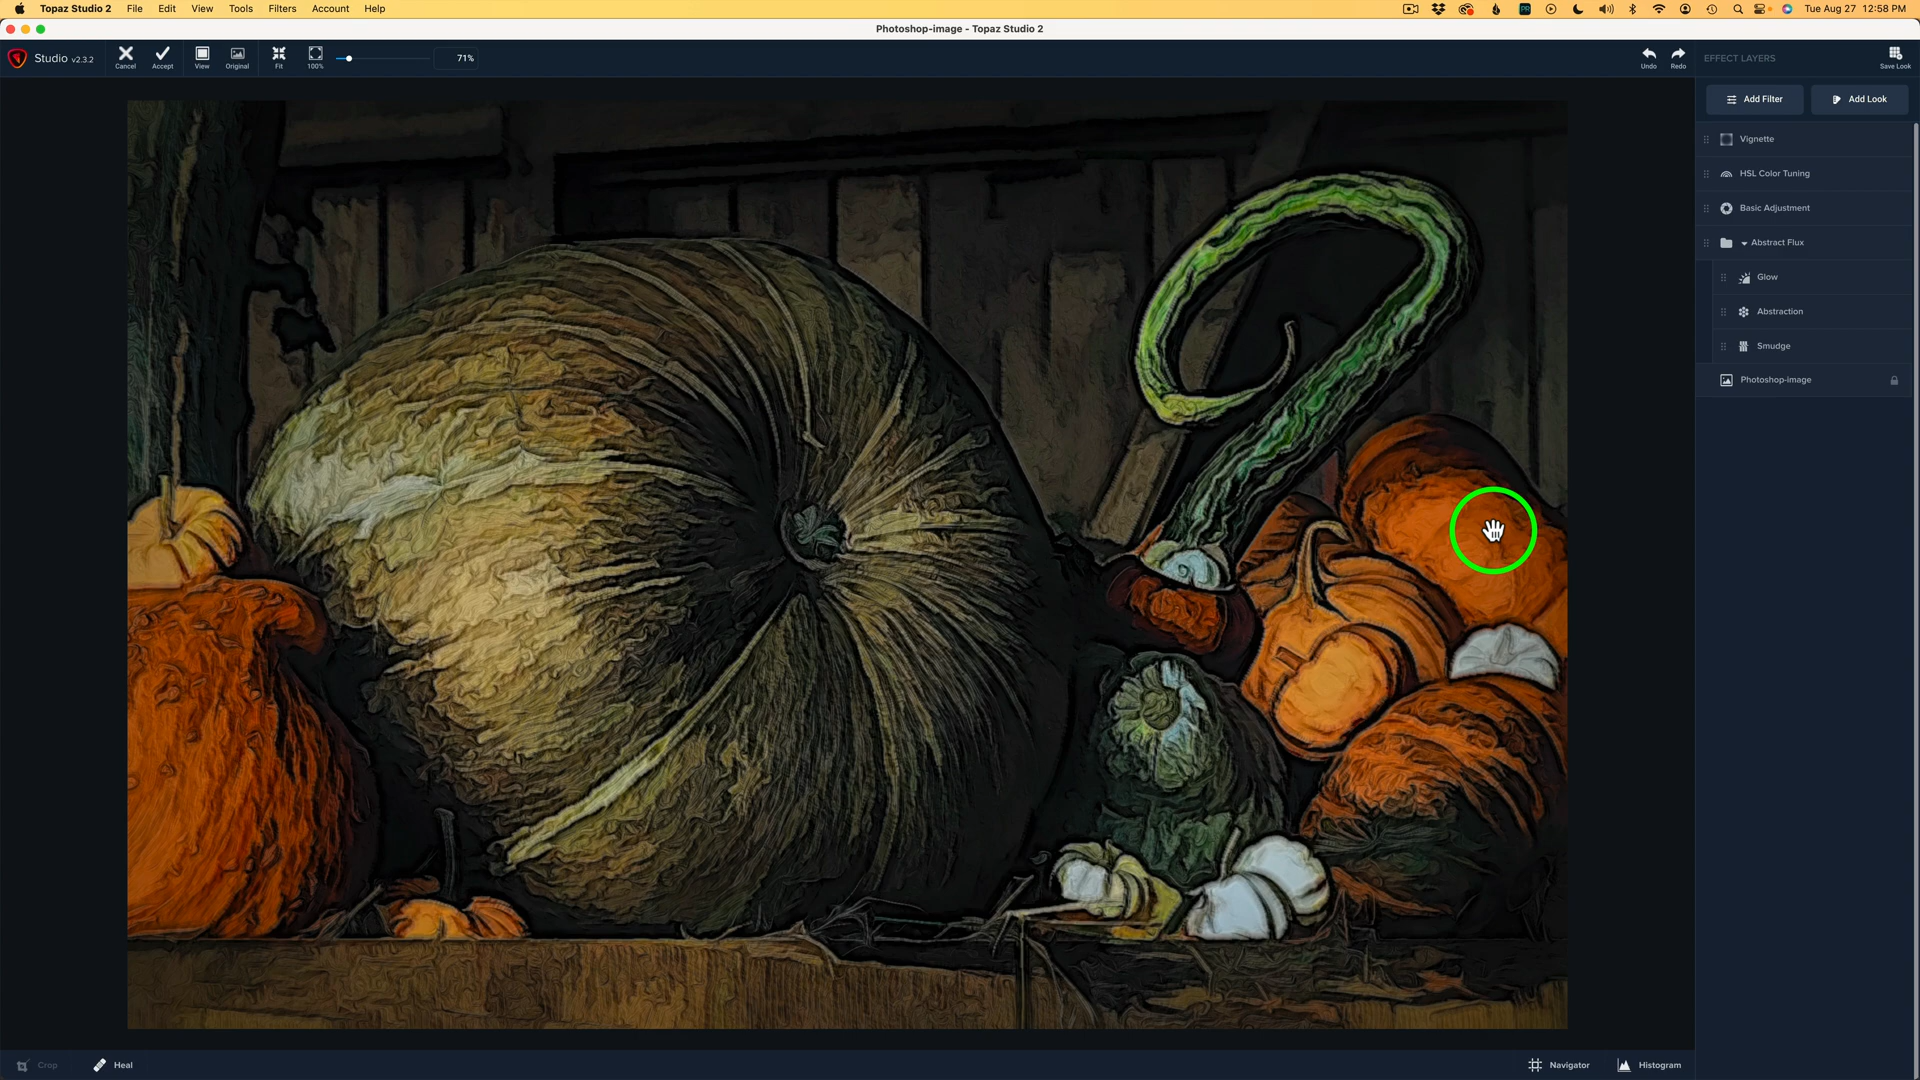 Topaz Studio 2 File Edit View Tools Filters Account Help Tue Aug 27 12:58 PM
Photoshop-image - Topaz Studio 2
Studio v2.3.2 Cancel Accept View Original Fit 100% 71% Undo Redo EFFECT LAYERS Save Look
Add Filter Add Look
Vignette
HSL Color Tuning
Basic Adjustment
Abstract Flux
Glow
Abstraction
Smudge
Photoshop-image
Crop Heal Navigator Histogram